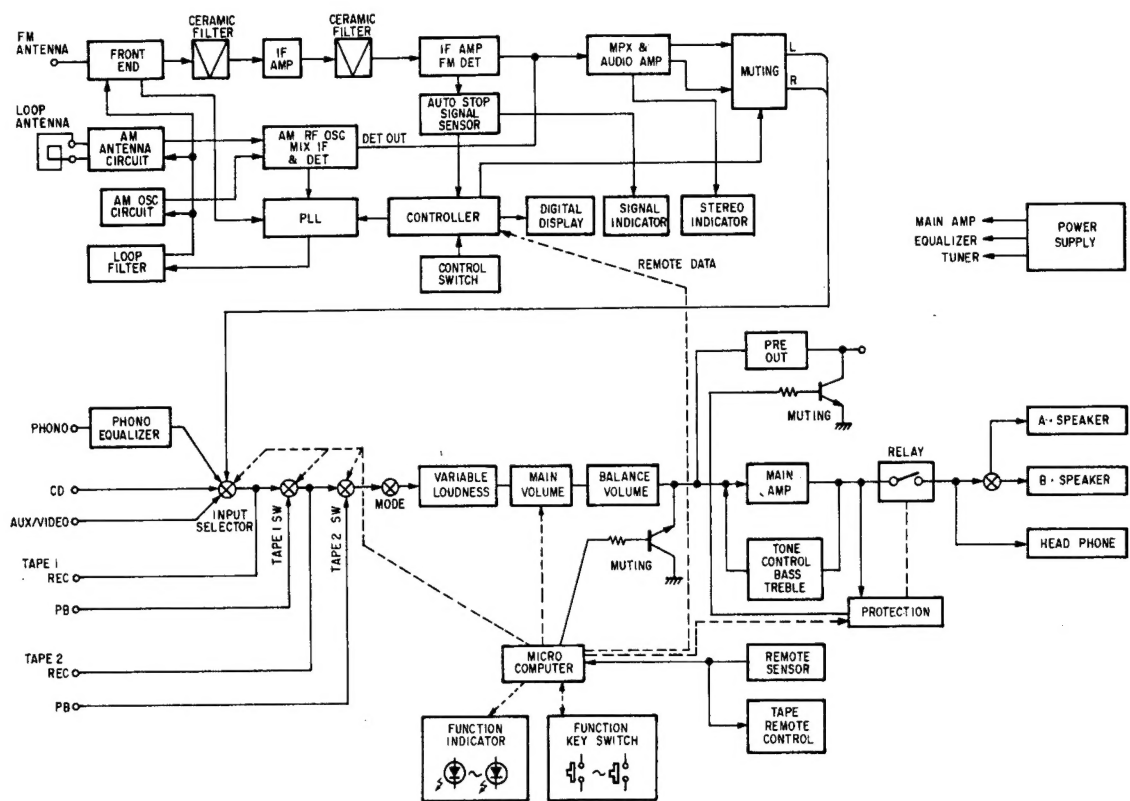 CERAMIC
FILTER
CERAMIC
FILTER
FM
ANTENNA
FRONT
END
IF
AMP
IF AMP
FM DET
MPX &
AUDIO AMP
MUTING
L
R
LOOP
ANTENNA
AM
ANTENNA
CIRCUIT
AM RF OSC
MIX IF
& DET
DET OUT
AUTO STOP
SIGNAL
SENSOR
AM OSC
CIRCUIT
PLL
CONTROLLER
DIGITAL
DISPLAY
SIGNAL
INDICATOR
STEREO
INDICATOR
LOOP
FILTER
CONTROL
SWITCH
REMOTE DATA
MAIN AMP
EQUALIZER
TUNER
POWER
SUPPLY
PRE
OUT
MUTING
PHONO
PHONO
EQUALIZER
CD
AUX/VIDEO
INPUT
SELECTOR
TAPE 1 SW
TAPE 2 SW
MODE
VARIABLE
LOUDNESS
MAIN
VOLUME
BALANCE
VOLUME
MUTING
MAIN
AMP
RELAY
A · SPEAKER
B · SPEAKER
HEAD PHONE
TONE
CONTROL
BASS
TREBLE
PROTECTION
TAPE 1
REC
PB
TAPE 2
REC
PB
MICRO
COMPUTER
REMOTE
SENSOR
TAPE
REMOTE
CONTROL
FUNCTION
INDICATOR
FUNCTION
KEY SWITCH